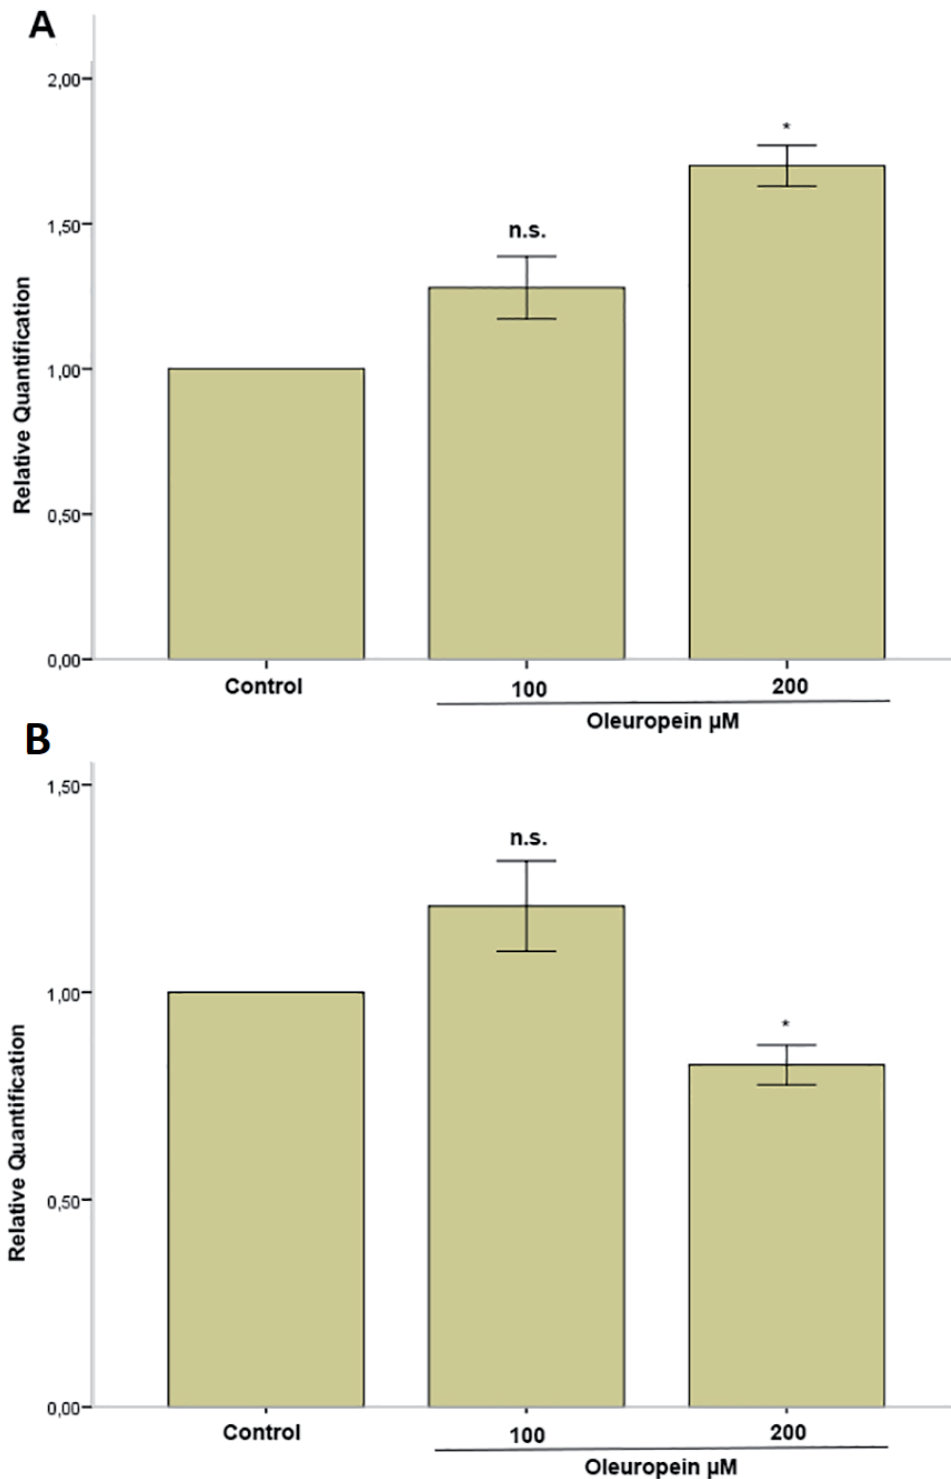 A
2,00
*
1,50
n.s.
Relative Quantification
1,00
0,50
0,00
Control 100 200
Oleuropein µM
B
1,50
n.s.
1,00
*
Relative Quantification
0,50
0,00
Control 100 200
Oleuropein µM